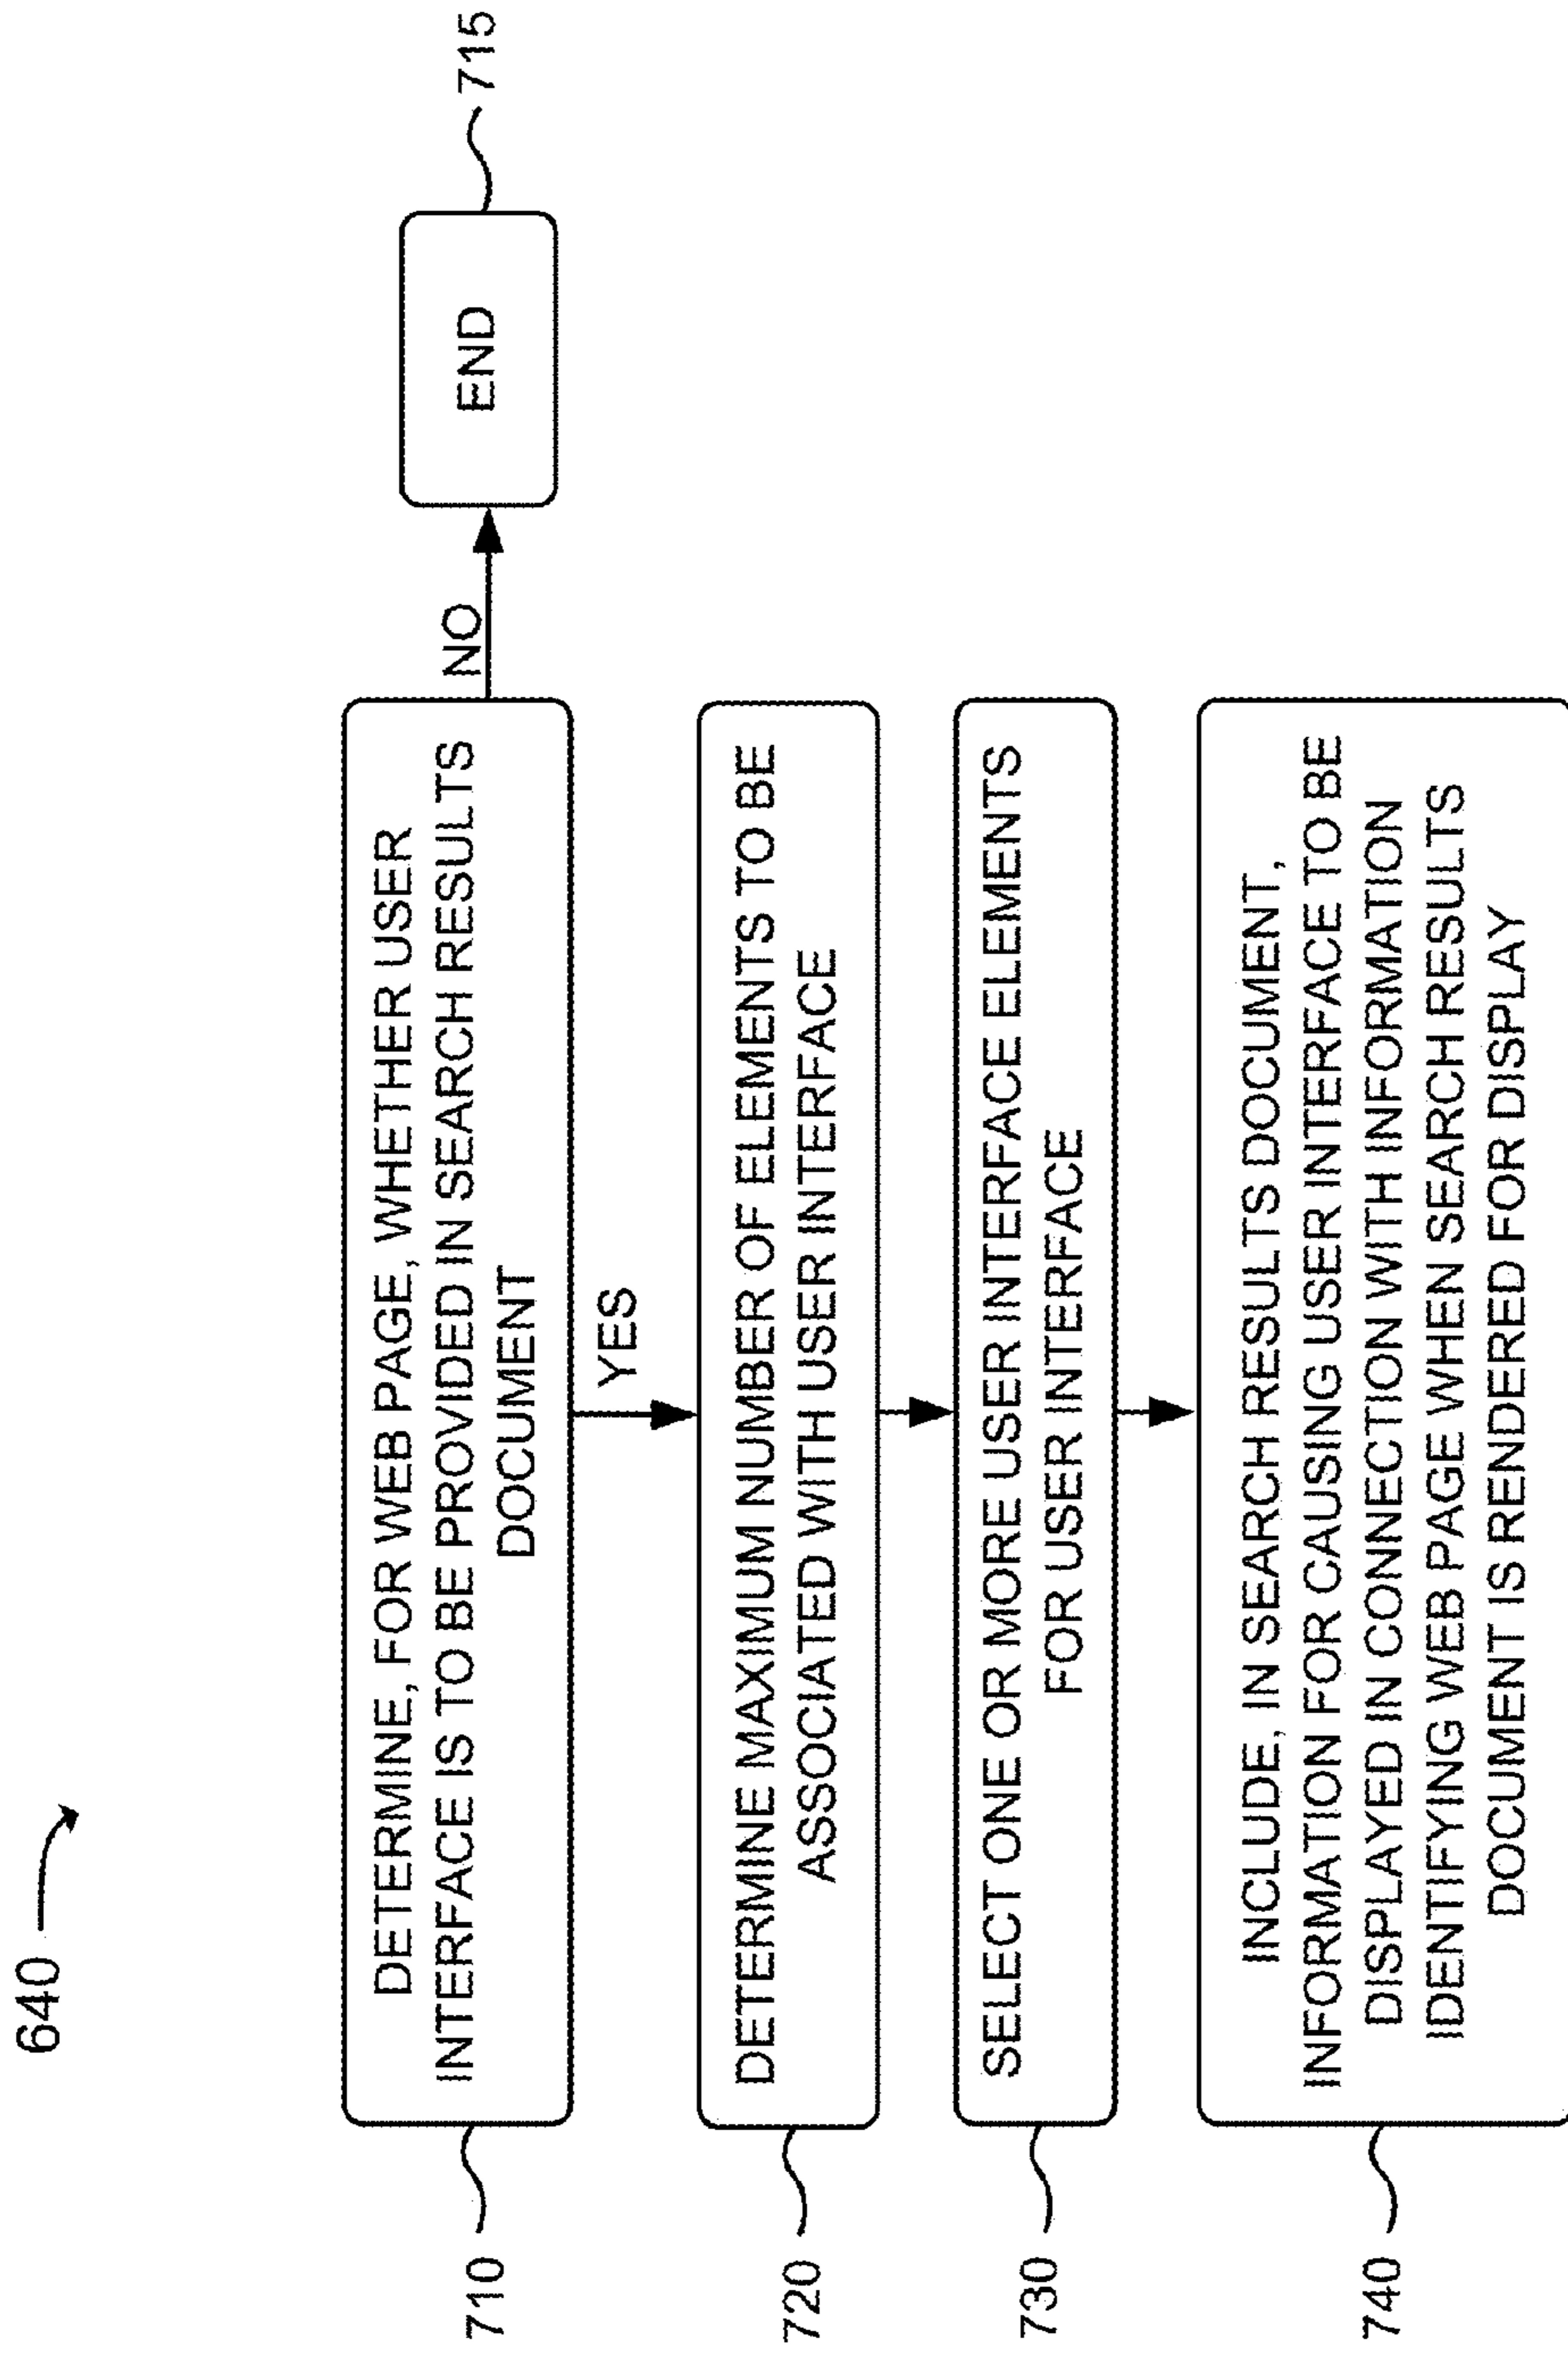 640
710
DETERMINE, FOR WEB PAGE, WHETHER USER
INTERFACE IS TO BE PROVIDED IN SEARCH RESULTS
DOCUMENT
NO
END
715
YES
720
DETERMINE MAXIMUM NUMBER OF ELEMENTS TO BE
ASSOCIATED WITH USER INTERFACE
730
SELECT ONE OR MORE USER INTERFACE ELEMENTS
FOR USER INTERFACE
740
INCLUDE, IN SEARCH RESULTS DOCUMENT,
INFORMATION FOR CAUSING USER INTERFACE TO BE
DISPLAYED IN CONNECTION WITH INFORMATION
IDENTIFYING WEB PAGE WHEN SEARCH RESULTS
DOCUMENT IS RENDERED FOR DISPLAY